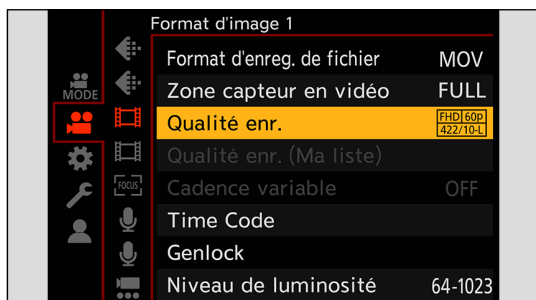 Format d'image 1
Format d'enreg. de fichier MOV
MODE
Zone capteur en vidéo FULL
Qualité enr. FHD 60p 422/10-L
Qualité enr. (Ma liste)
FOCUS
Cadence variable OFF
Time Code
Genlock
Niveau de luminosité 64-1023